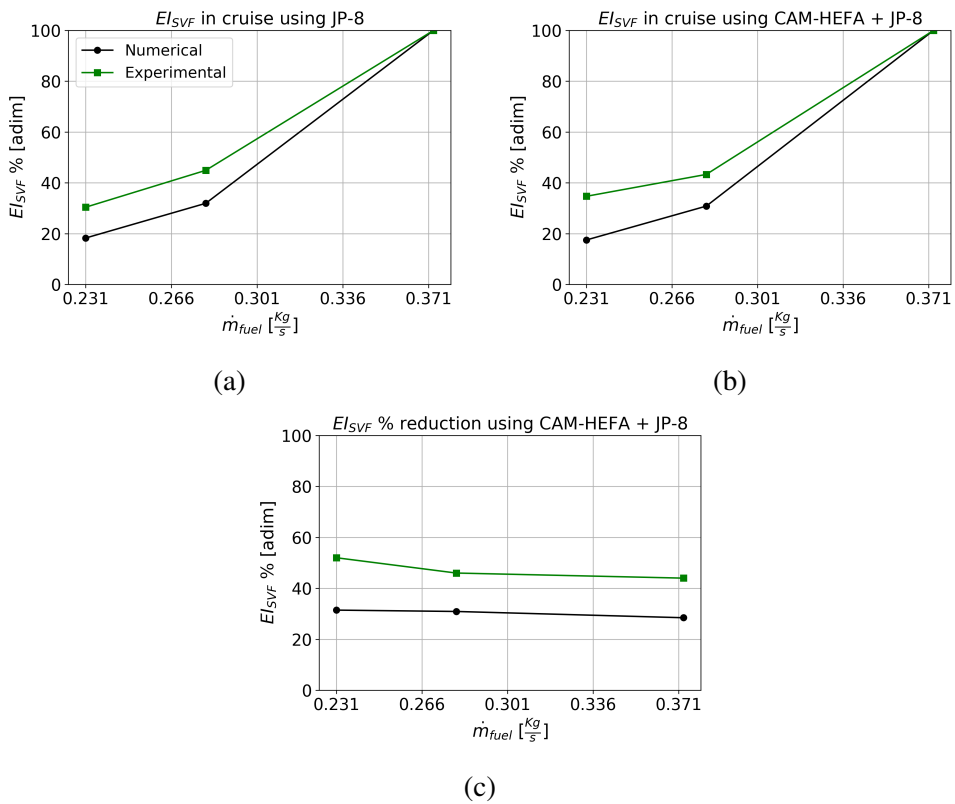 EI_SVF in cruise using JP-8
100
80
60
40
20
0
EI_SVF % [adim]
Numerical
Experimental
0.231 0.266 0.301 0.336 0.371
ṁ_fuel [Kg/s]
(a)
EI_SVF in cruise using CAM-HEFA + JP-8
100
80
60
40
20
0
EI_SVF % [adim]
0.231 0.266 0.301 0.336 0.371
ṁ_fuel [Kg/s]
(b)
EI_SVF % reduction using CAM-HEFA + JP-8
100
80
60
40
20
0
EI_SVF % [adim]
0.231 0.266 0.301 0.336 0.371
ṁ_fuel [Kg/s]
(c)